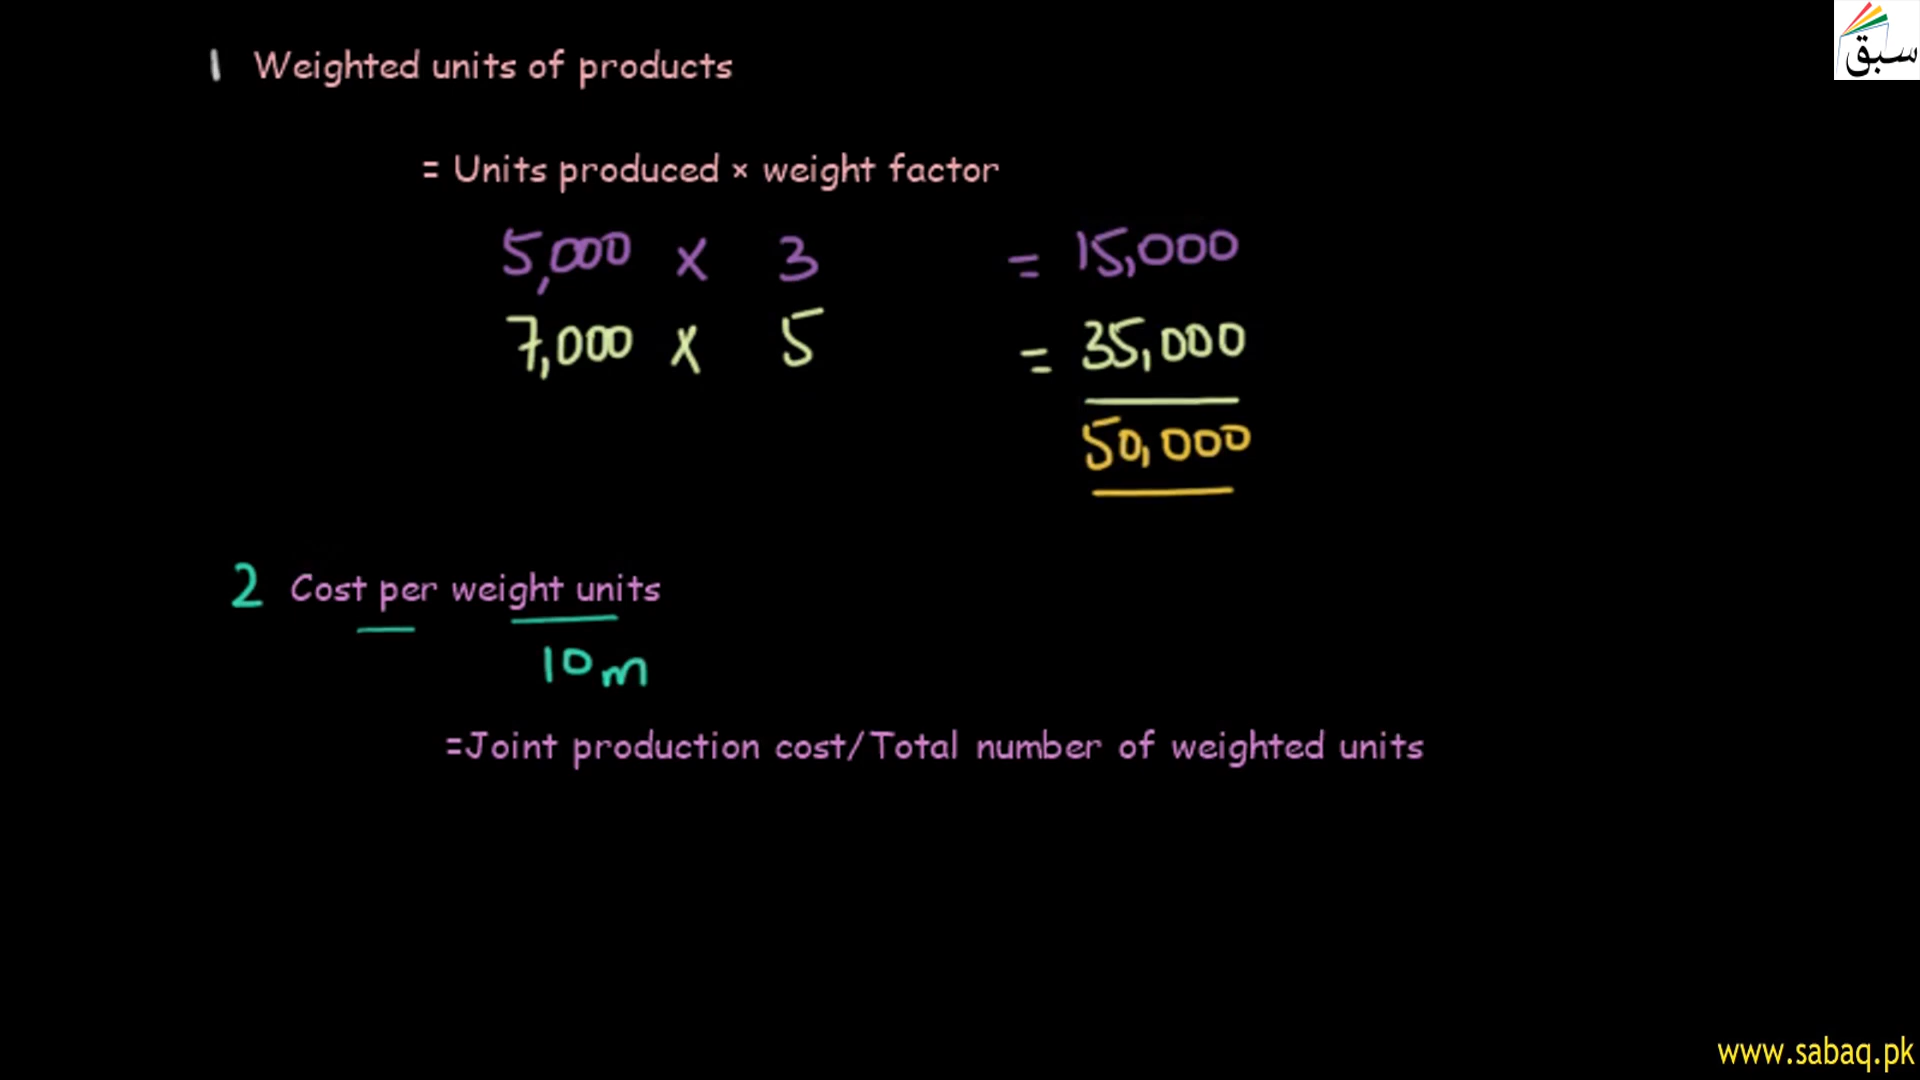 سبق
1 Weighted units of products
= Units produced × weight factor
5,000 x 3 = 15,000
7,000 x 5 = 35,000
50,000
2 Cost per weight units
10 m
=Joint production cost/Total number of weighted units
www.sabaq.pk